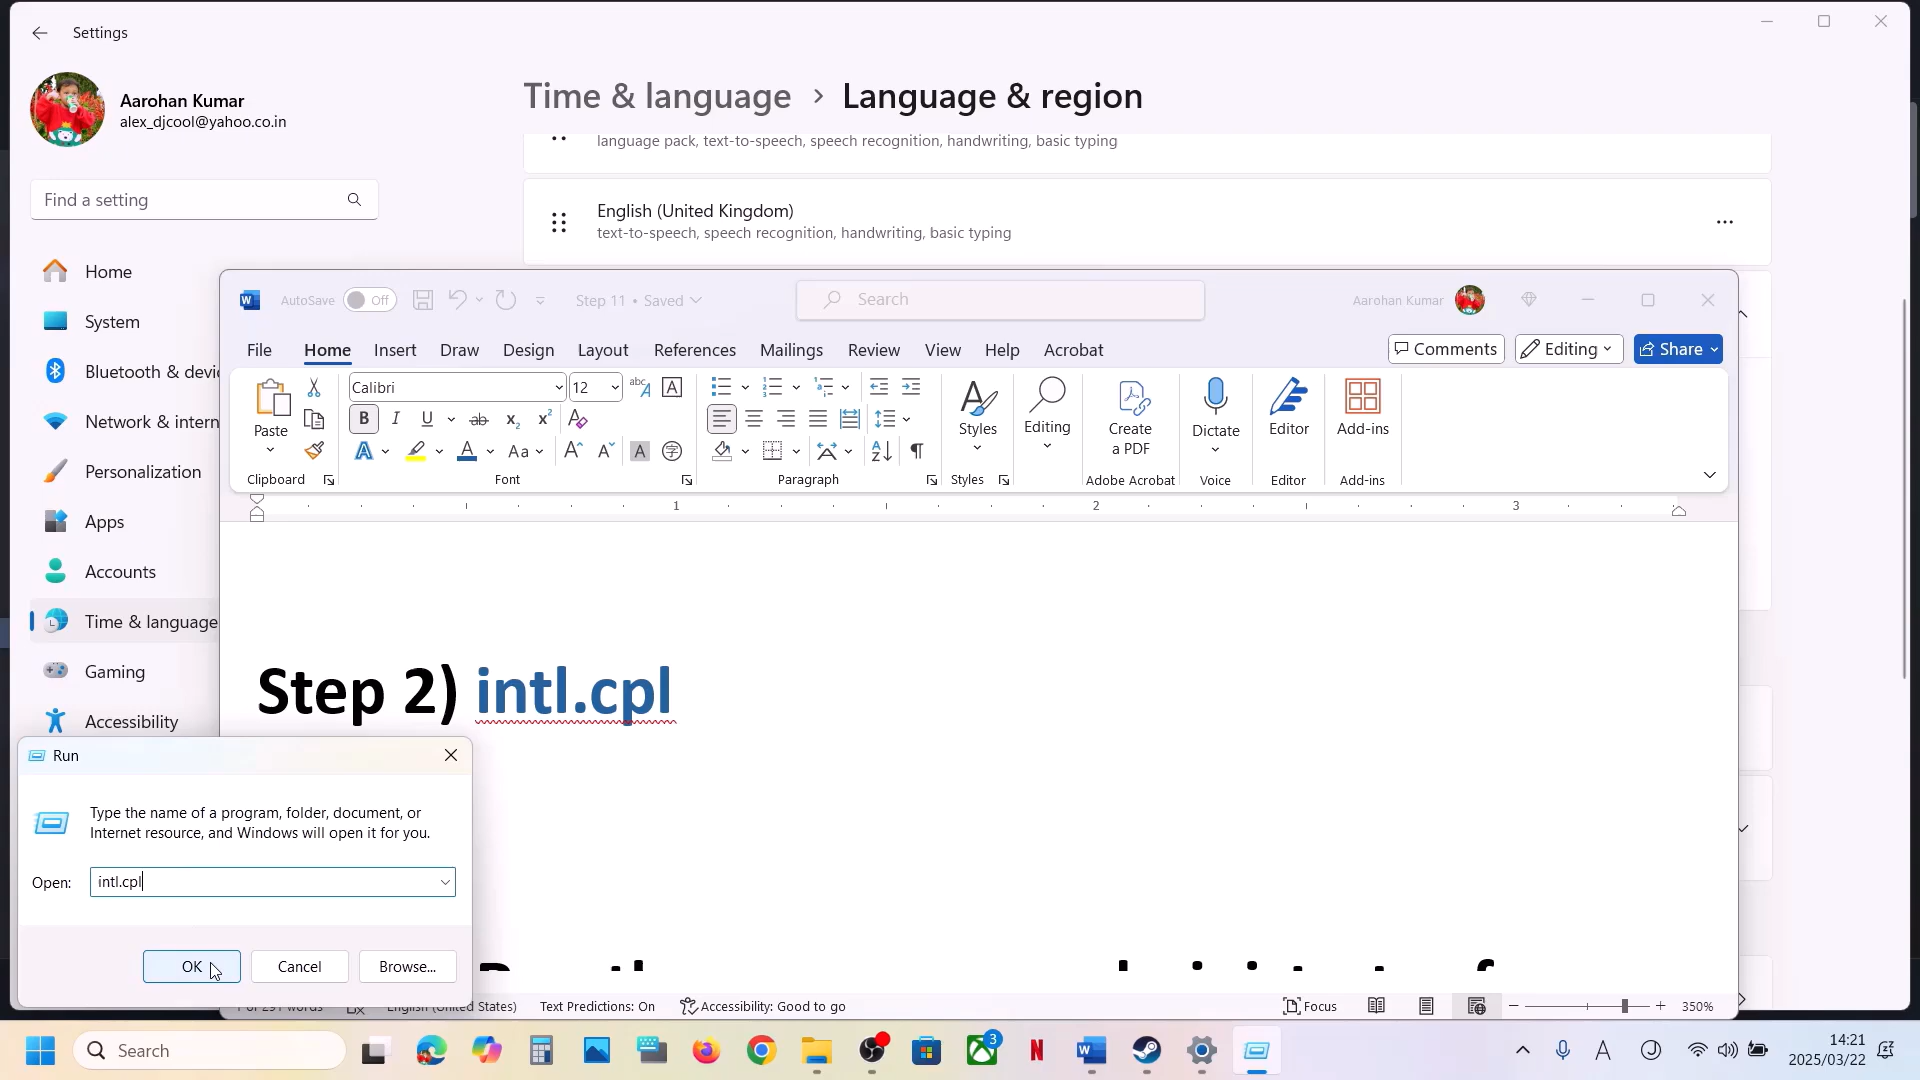 Settings
Aarohan Kumar
alex_djcool@yahoo.co.in
Find a setting
Home
System
Bluetooth & devi
Network & intern
Personalization
Apps
Accounts
Time & language
Gaming
Accessibility
Time & language > Language & region
language pack, text-to-speech, speech recognition, handwriting, basic typing
English (United Kingdom)
text-to-speech, speech recognition, handwriting, basic typing
AutoSave Off Step 11 • Saved Search Aarohan Kumar
File Home Insert Draw Design Layout References Mailings Review View Help Acrobat Comments Editing Share
Calibri 12
Paste Styles Editing Create a PDF Dictate Editor Add-ins
Clipboard Font Paragraph Styles Adobe Acrobat Voice Editor Add-ins
1 2 3
Step 2) intl.cpl
Run
Type the name of a program, folder, document, or
Internet resource, and Windows will open it for you.
Open: intl.cpl
OK Cancel Browse...
English (United States) Text Predictions: On Accessibility: Good to go Focus 350%
Search
3
14:21
2025/03/22